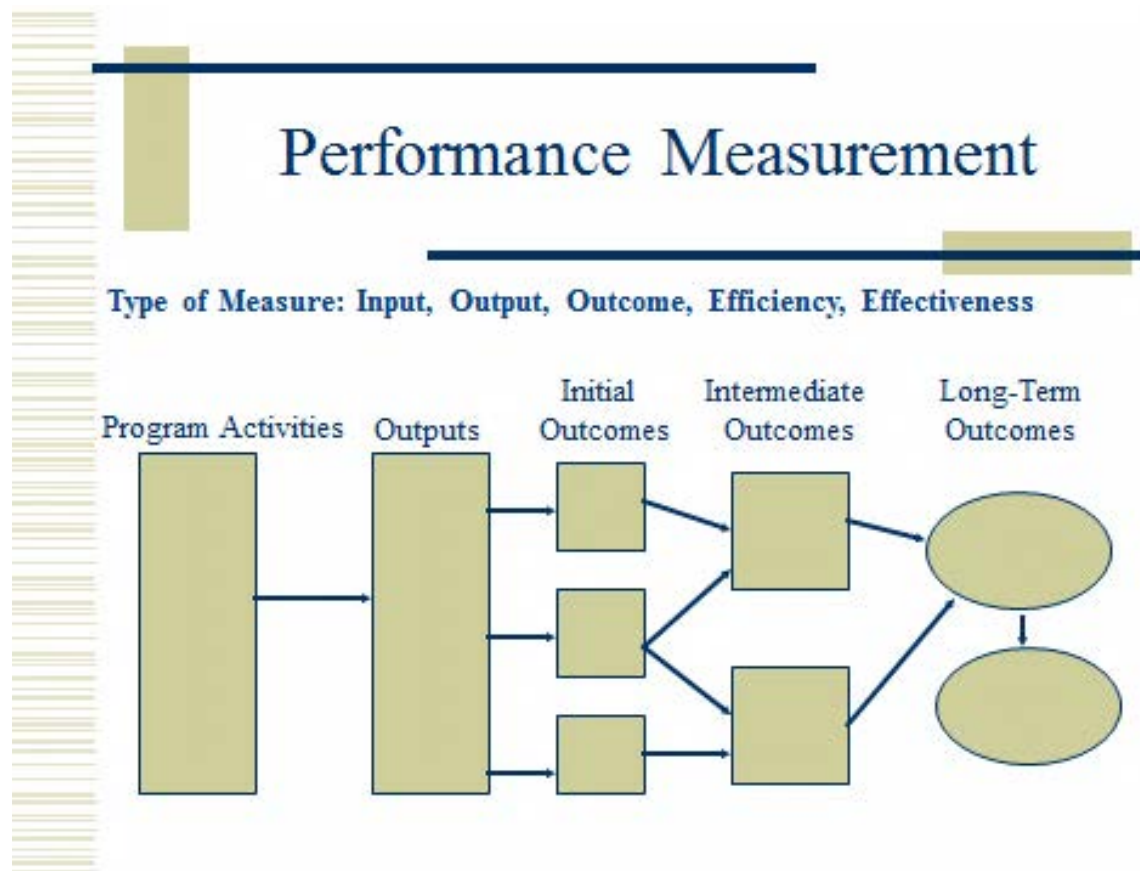 Performance Measurement
Type of Measure: Input, Output, Outcome, Efficiency, Effectiveness
Program Activities
Outputs
Initial
Outcomes
Intermediate
Outcomes
Long-Term
Outcomes